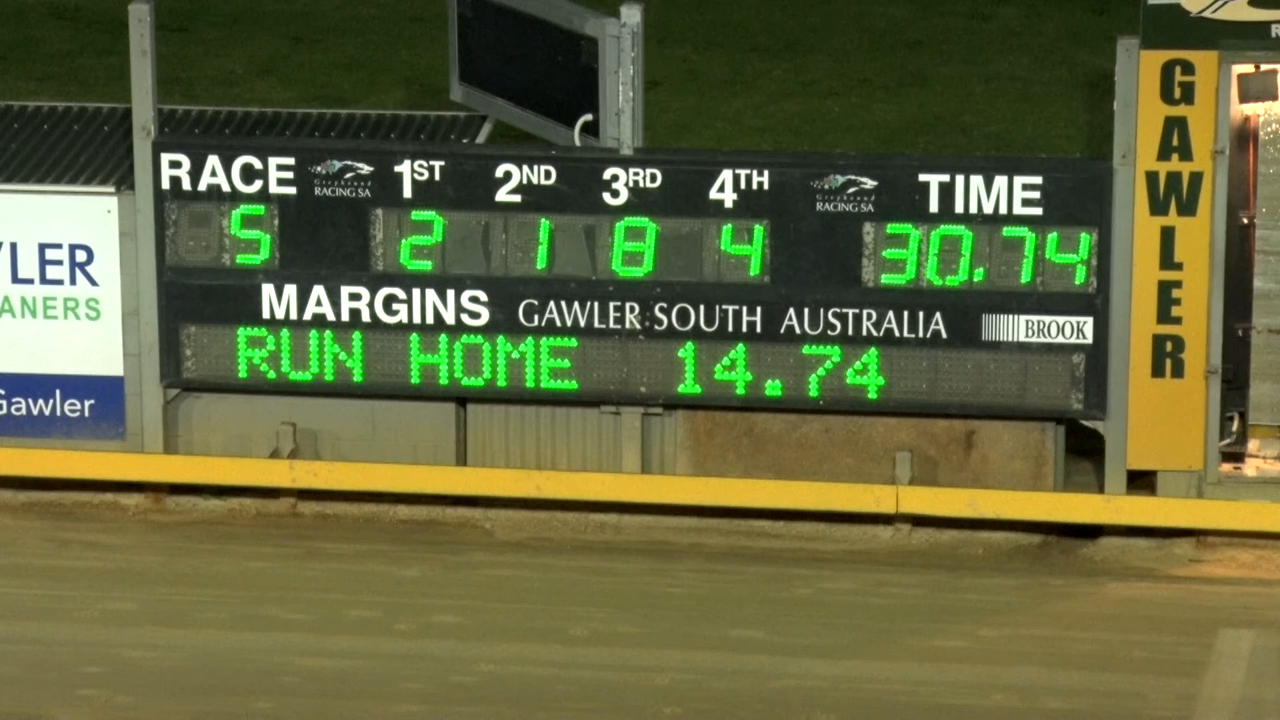 RACE Greyhound RACING SA 1ST 2ND 3RD 4TH Greyhound RACING SA TIME
5 2 1 8 4 30.74
MARGINS GAWLER SOUTH AUSTRALIA BROOK
RUN HOME 14.74
LER
ANERS
Gawler
GAWLER